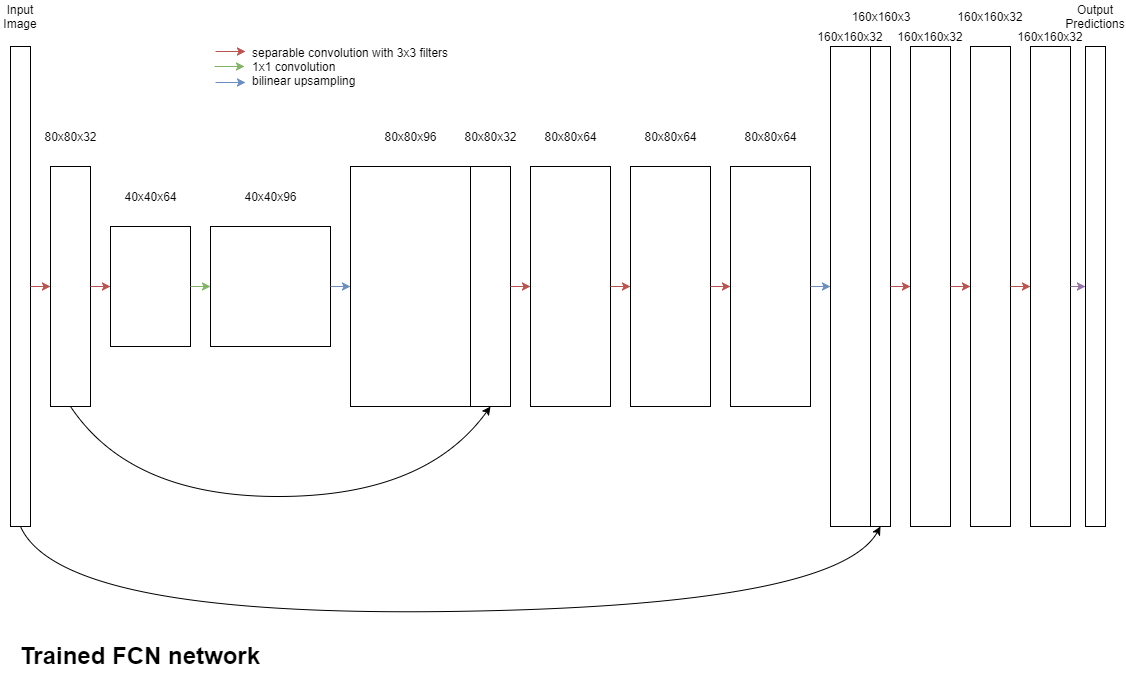 Input
Image
separable convolution with 3x3 filters
1x1 convolution
bilinear upsampling
80x80x32
40x40x64
40x40x96
80x80x96
80x80x32
80x80x64
80x80x64
80x80x64
160x160x3
160x160x32
160x160x32
160x160x32
160x160x32
Output
Predictions
Trained FCN network